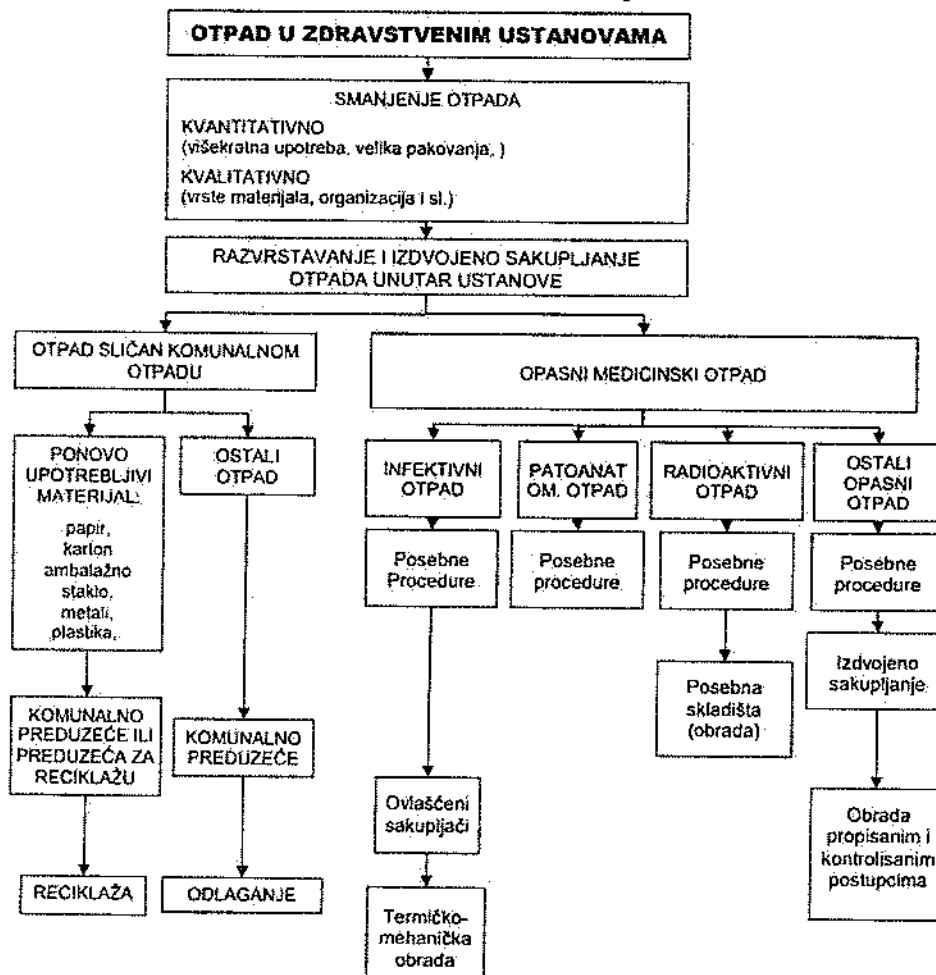 OTPAD U ZDRAVSTVENIM USTANOVAMA
SMANJENJE OTPADA
KVANTITATIVNO
(višekratna upotreba, velika pakovanja, )
KVALITATIVNO
(vrste materijala, organizacija i sl.)
RAZVRSTAVANJE I IZDVOJENO SAKUPLJANJE
OTPADA UNUTAR USTANOVE
OTPAD SLIČAN KOMUNALNOM
OTPADU
OPASNI MEDICINSKI OTPAD
PONOVO
UPOTREBLJIVI
MATERIJAL:
papir,
karton
ambalažno
staklo,
metali,
plastika,
OSTALI
OTPAD
INFEKTIVNI
OTPAD
PATOANAT
OM. OTPAD
RADIOAKTIVNI
OTPAD
OSTALI
OPASNI
OTPAD
Posebne
Procedure
Posebne
procedure
Posebne
procedure
Posebne
procedure
Izdvojeno
sakupljanje
Posebna
skladišta
(obrada)
KOMUNALNO
PREDUZEĆE ILI
PREDUZEĆA ZA
RECIKLAŽU
KOMUNALNO
PREDUZEĆE
Ovlašćeni
sakupljači
Obrada
propisanim i
kontrolisanim
postupcima
RECIKLAŽA
ODLAGANJE
Termičko-
mehanička
obrada